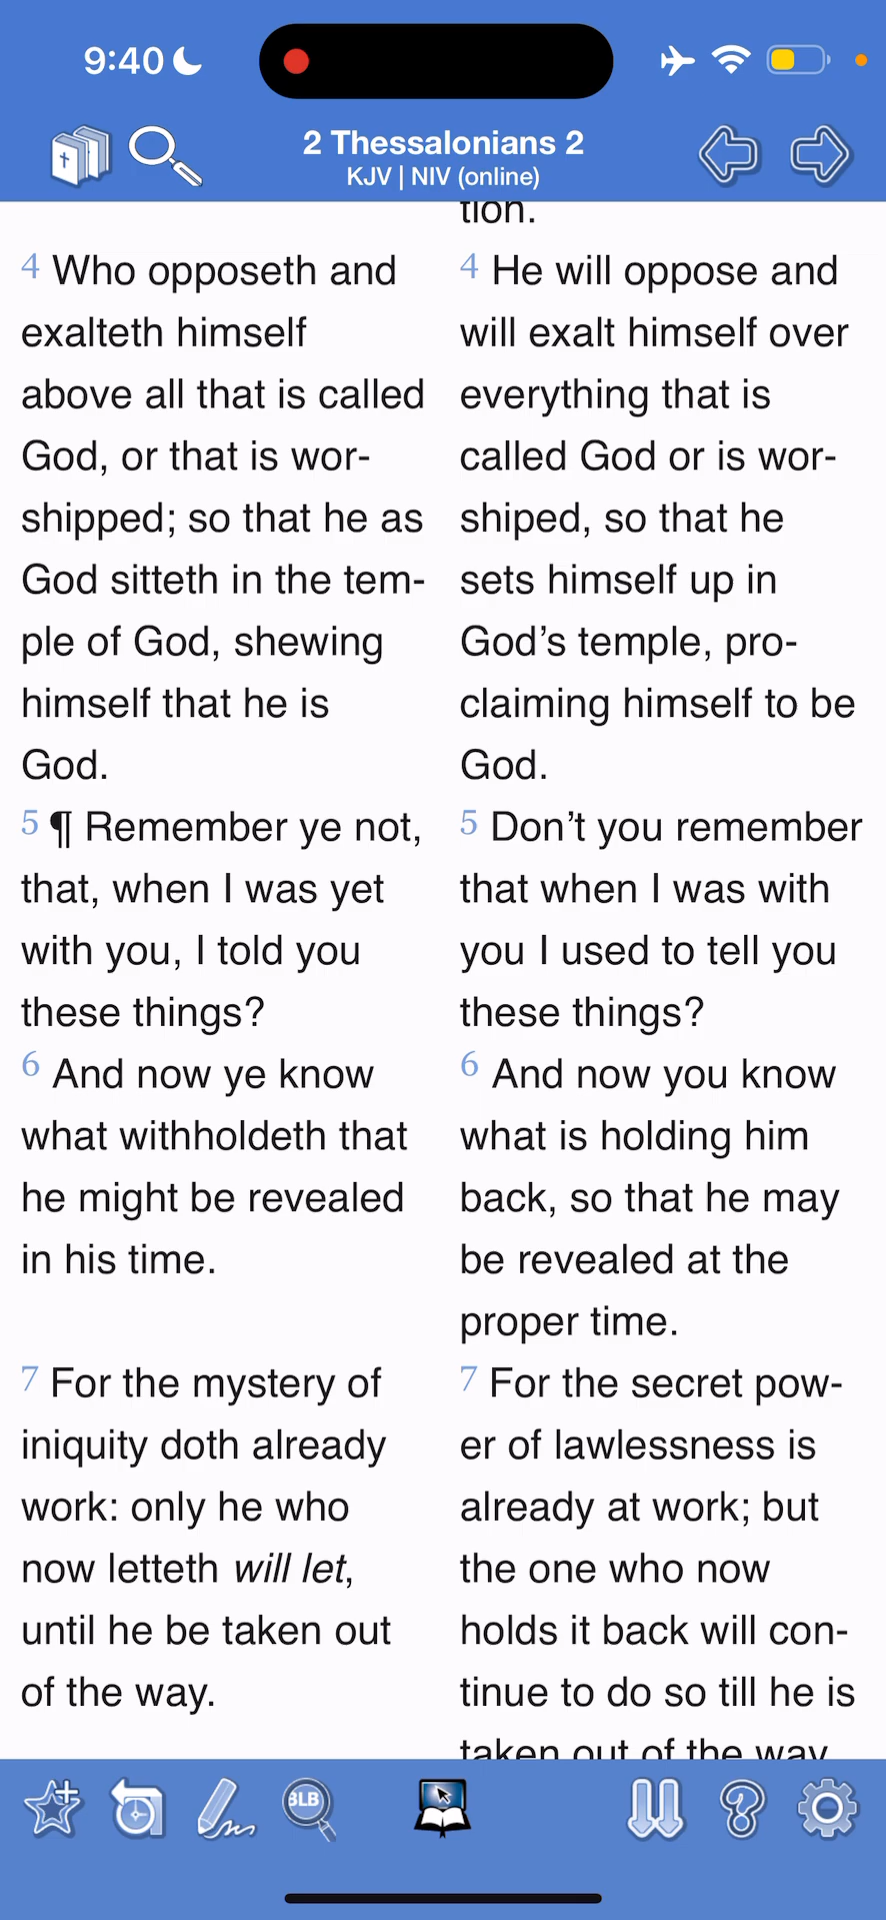 9:40
2 Thessalonians 2
KJV | NIV (online)
tion.
4 Who opposeth and
exalteth himself
above all that is called
God, or that is wor-
shipped; so that he as
God sitteth in the tem-
ple of God, shewing
himself that he is
God.
5 ¶ Remember ye not,
that, when I was yet
with you, I told you
these things?
6 And now ye know
what withholdeth that
he might be revealed
in his time.
7 For the mystery of
iniquity doth already
work: only he who
now letteth will let,
until he be taken out
of the way.
4 He will oppose and
will exalt himself over
everything that is
called God or is wor-
shiped, so that he
sets himself up in
God’s temple, pro-
claiming himself to be
God.
5 Don’t you remember
that when I was with
you I used to tell you
these things?
6 And now you know
what is holding him
back, so that he may
be revealed at the
proper time.
7 For the secret pow-
er of lawlessness is
already at work; but
the one who now
holds it back will con-
tinue to do so till he is
taken out of the way
BLB